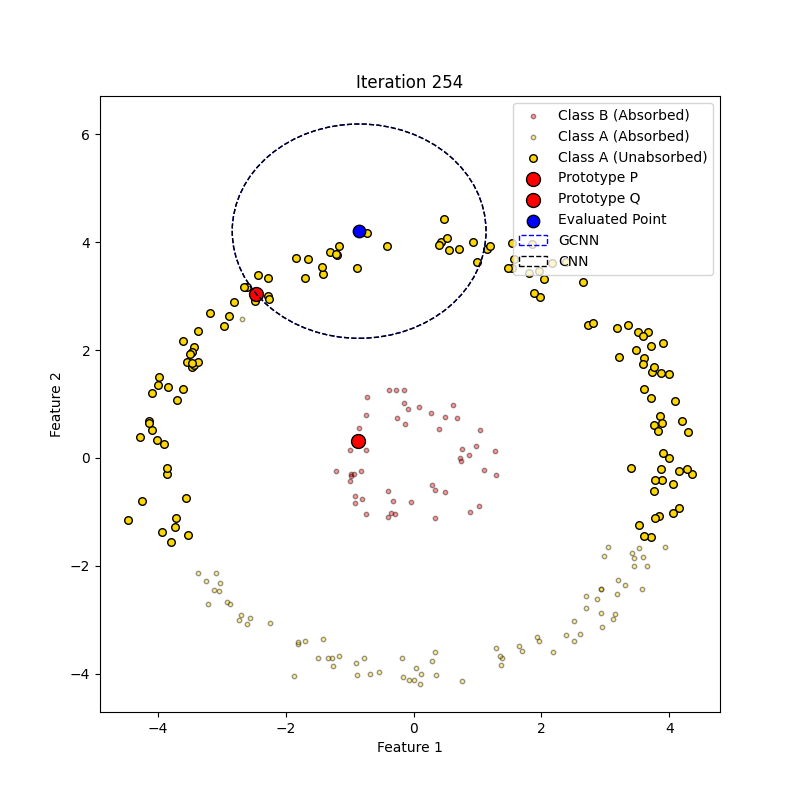 Iteration 254
Class B (Absorbed)
Class A (Absorbed)
Class A (Unabsorbed)
Prototype P
Prototype Q
Evaluated Point
GCNN
CNN
Feature 2
6
4
2
0
−2
−4
−4
−2
0
2
4
Feature 1